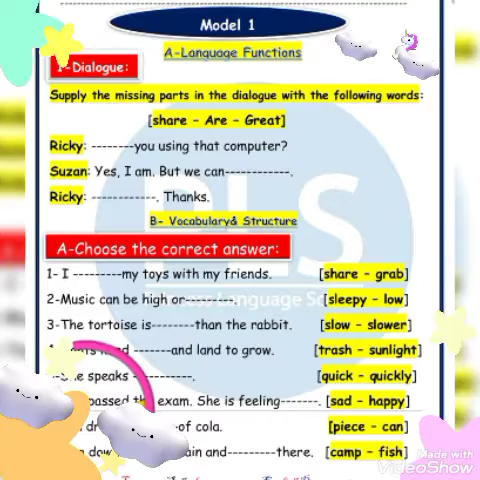 Model 1
A-Language Functions
1-Dialogue:
Supply the missing parts in the dialogue with the following words:
[share – Are – Great]
Ricky: --------you using that computer?
Suzan: Yes, I am. But we can------------.
Ricky: ------------. Thanks.
B- Vocabulary& Structure
A-Choose the correct answer:
1- I ---------my toys with my friends. [share – grab]
2-Music can be high or---------. [sleepy – low]
3-The tortoise is--------than the rabbit. [slow – slower]
-------and land to grow. [trash – sunlight]
speaks ----------. [quick – quickly]
passed the exam. She is feeling-------. [sad – happy]
of cola. [piece – can]
and---------there. [camp – fish]
PLS
Language
Made with
VideoShow